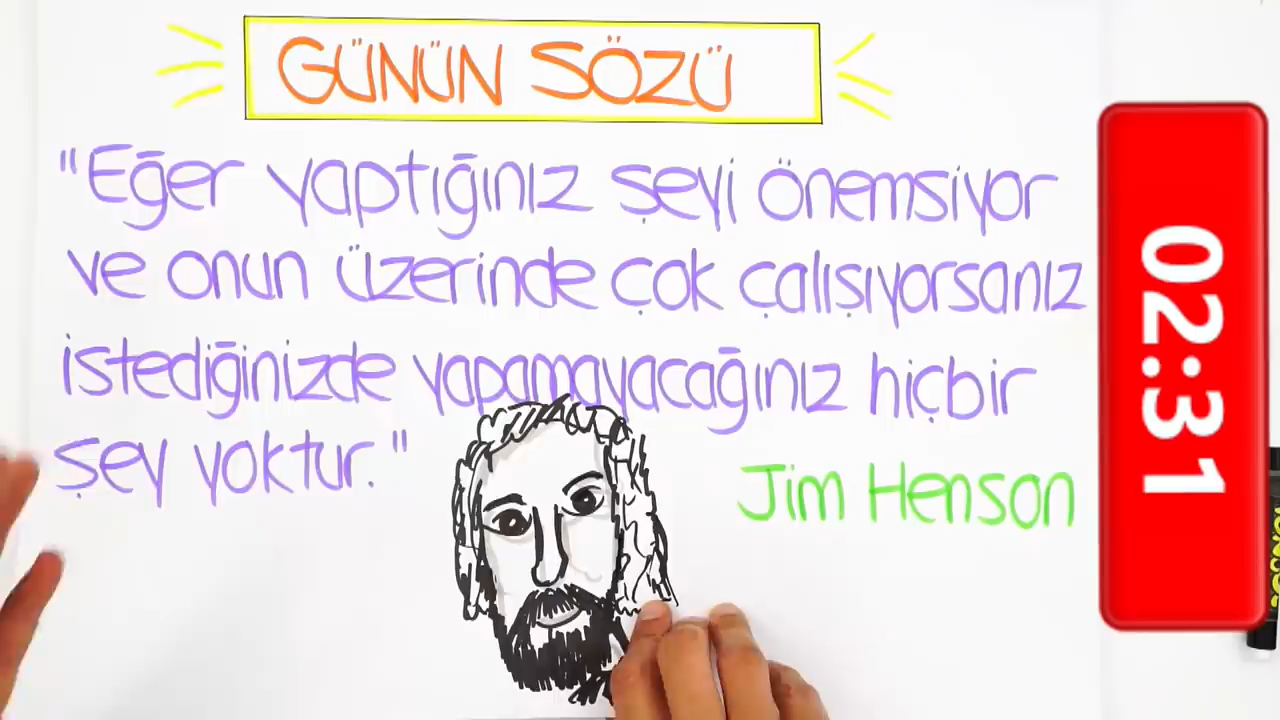 GÜNÜN SÖZÜ
"Eğer yaptığınız şeyi önemsiyor
ve onun üzerinde çok çalışıyorsanız
istediğinizde yapamayacağınız hiçbir
şey yoktur."
Jim Henson
02:31